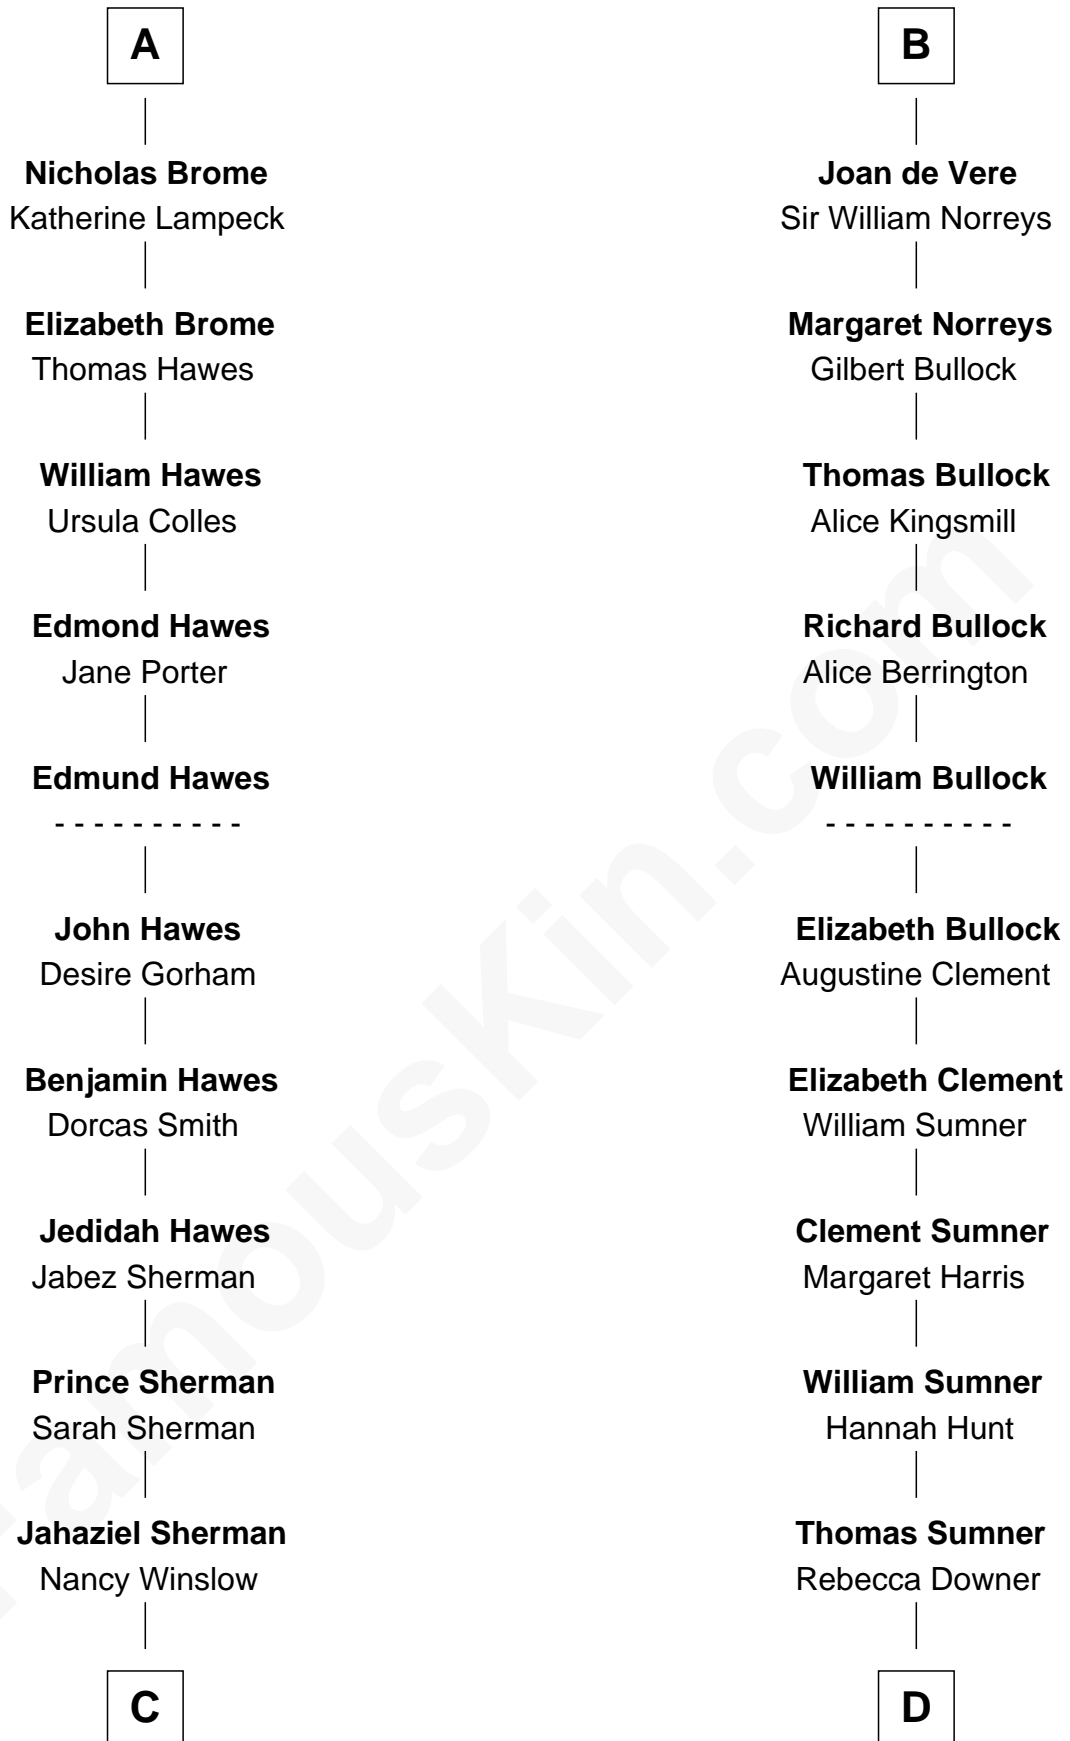 A
Nicholas Brome
Katherine Lampeck
Elizabeth Brome
Thomas Hawes
William Hawes
Ursula Colles
Edmond Hawes
Jane Porter
Edmund Hawes
- - - - - - - - - -
John Hawes
Desire Gorham
Benjamin Hawes
Dorcas Smith
Jedidah Hawes
Jabez Sherman
Prince Sherman
Sarah Sherman
Jahaziel Sherman
Nancy Winslow
C
B
Joan de Vere
Sir William Norreys
Margaret Norreys
Gilbert Bullock
Thomas Bullock
Alice Kingsmill
Richard Bullock
Alice Berrington
William Bullock
- - - - - - - - - -
Elizabeth Bullock
Augustine Clement
Elizabeth Clement
William Sumner
Clement Sumner
Margaret Harris
William Sumner
Hannah Hunt
Thomas Sumner
Rebecca Downer
D
FamousKin.com